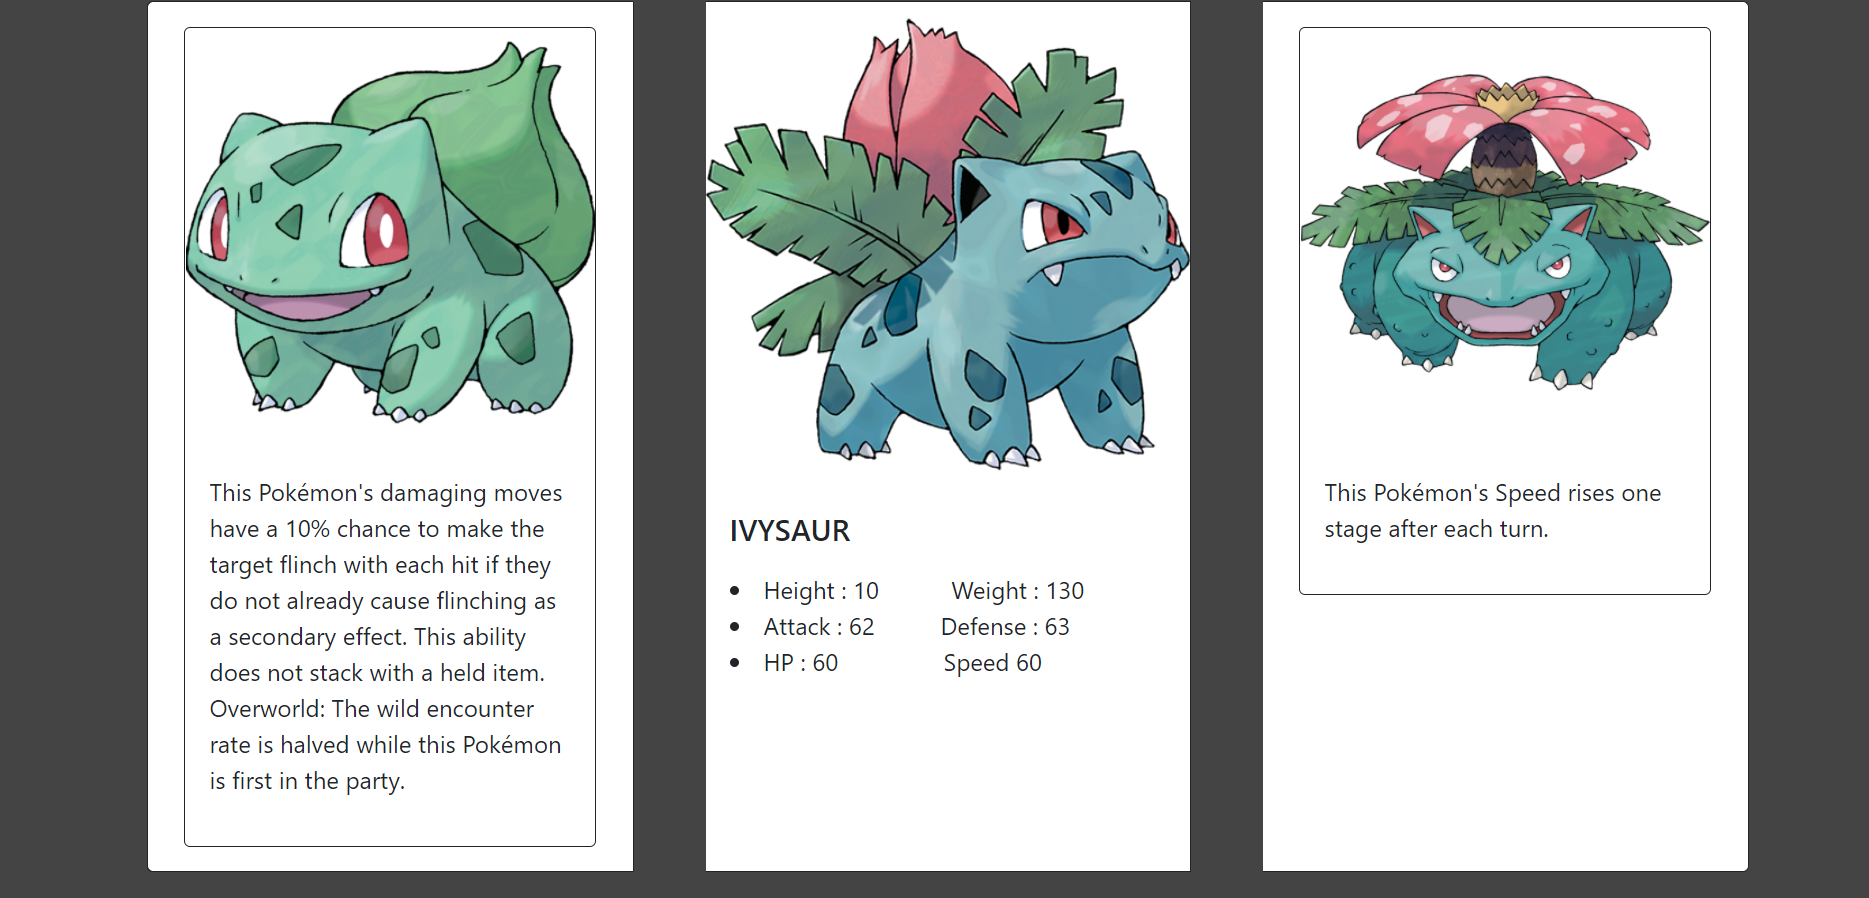 This Pokémon's damaging moves
have a 10% chance to make the
target flinch with each hit if they
do not already cause flinching as
a secondary effect. This ability
does not stack with a held item.
Overworld: The wild encounter
rate is halved while this Pokémon
is first in the party.
IVYSAUR
• Height : 10 Weight : 130
• Attack : 62 Defense : 63
• HP : 60 Speed 60
This Pokémon's Speed rises one
stage after each turn.